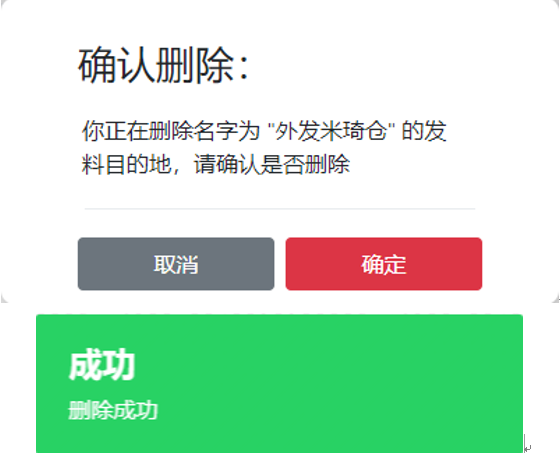 确认删除：
你正在删除名字为 "外发米琦仓" 的发
料目的地，请确认是否删除
取消
确定
成功
删除成功